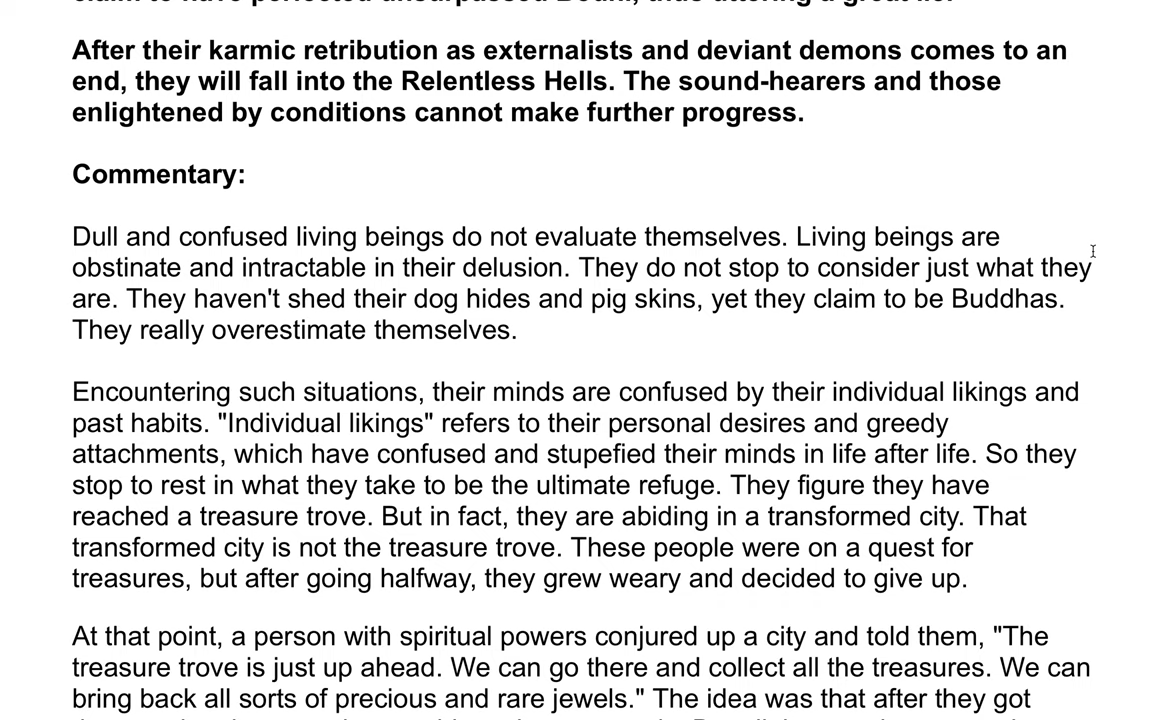 claim to have perfected unsurpassed Bodhi, thus uttering a great lie.
After their karmic retribution as externalists and deviant demons comes to an
end, they will fall into the Relentless Hells. The sound-hearers and those
enlightened by conditions cannot make further progress.
Commentary:
Dull and confused living beings do not evaluate themselves. Living beings are
obstinate and intractable in their delusion. They do not stop to consider just what they
are. They haven't shed their dog hides and pig skins, yet they claim to be Buddhas.
They really overestimate themselves.
Encountering such situations, their minds are confused by their individual likings and
past habits. "Individual likings" refers to their personal desires and greedy
attachments, which have confused and stupefied their minds in life after life. So they
stop to rest in what they take to be the ultimate refuge. They figure they have
reached a treasure trove. But in fact, they are abiding in a transformed city. That
transformed city is not the treasure trove. These people were on a quest for
treasures, but after going halfway, they grew weary and decided to give up.
At that point, a person with spiritual powers conjured up a city and told them, "The
treasure trove is just up ahead. We can go there and collect all the treasures. We can
bring back all sorts of precious and rare jewels." The idea was that after they got